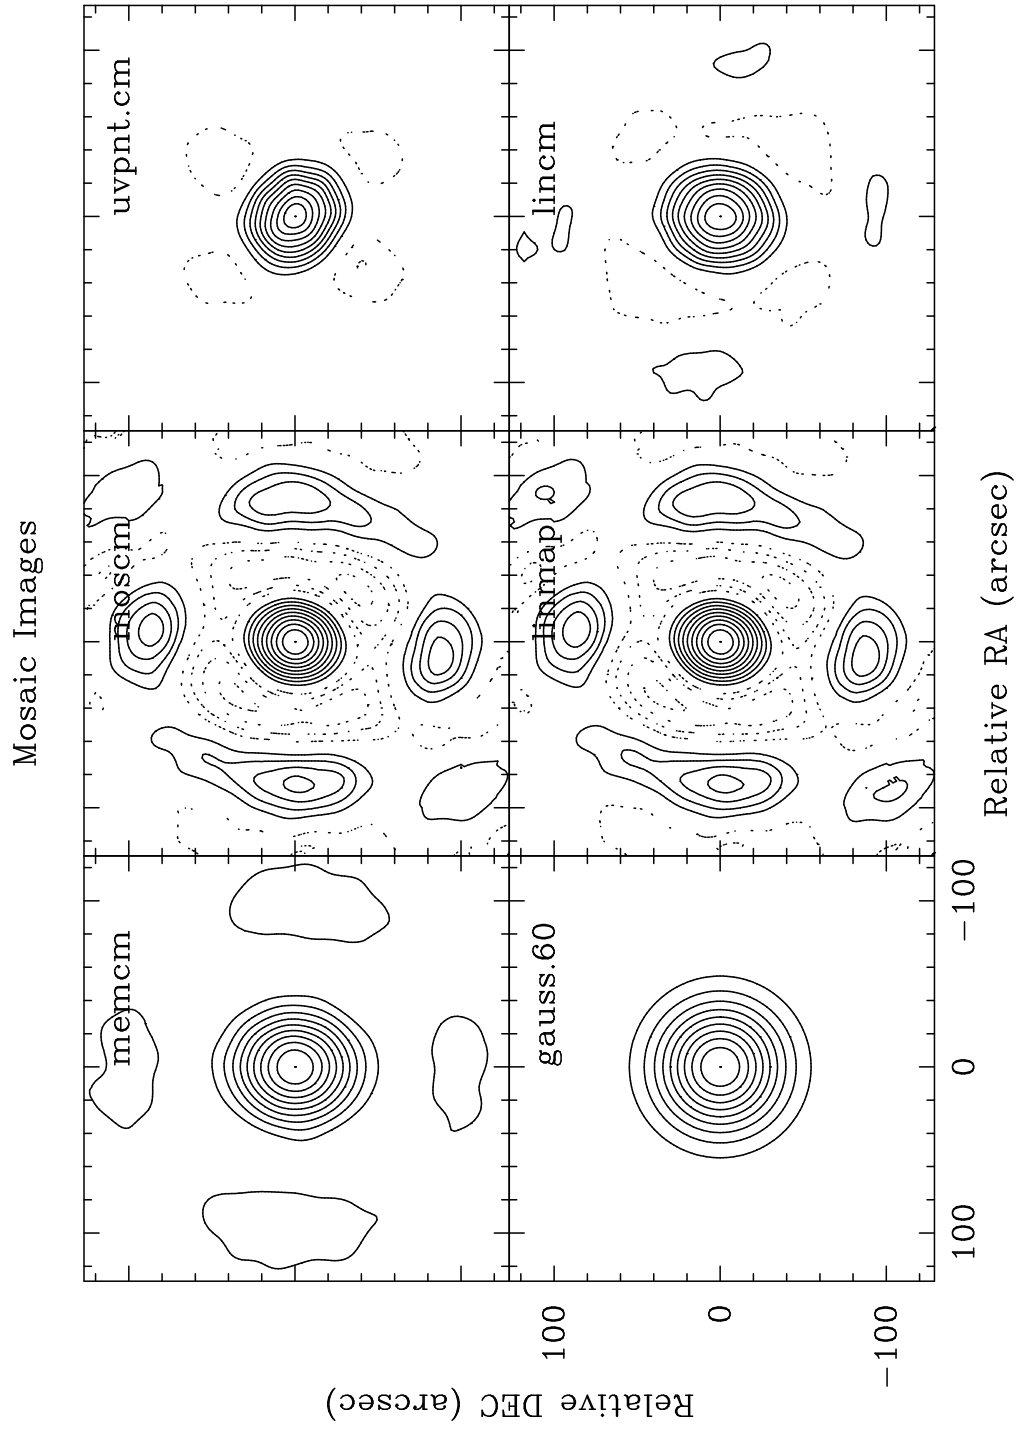 Mosaic Images
memcm
moscm
uvpnt.cm
gauss.60
linmap
lincm
100
0
−100
100
0
−100
Relative DEC (arcsec)
Relative RA (arcsec)